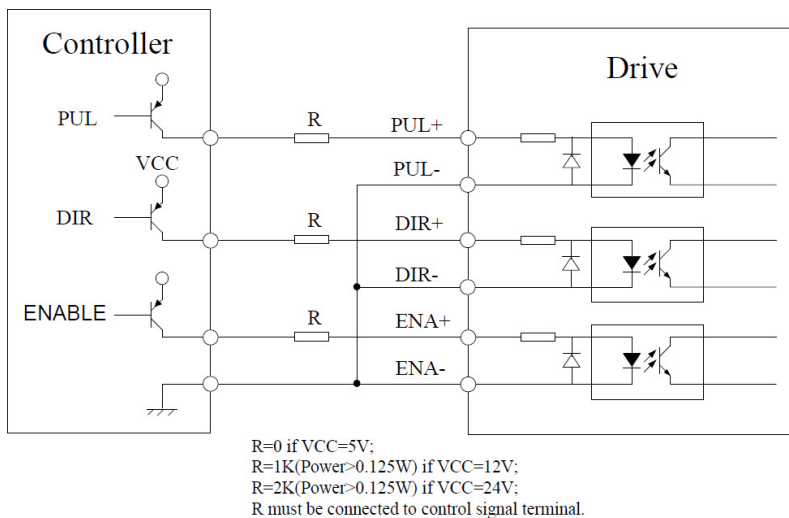 Controller
Drive
PUL
R
PUL+
VCC
PUL-
DIR
R
DIR+
DIR-
ENABLE
R
ENA+
ENA-
R=0 if VCC=5V;
R=1K(Power>0.125W) if VCC=12V;
R=2K(Power>0.125W) if VCC=24V;
R must be connected to control signal terminal.